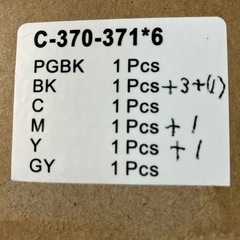 C-370-371*6
PGBK 1 Pcs
BK 1 Pcs +3+(1)
C 1 Pcs
M 1 Pcs +1
Y 1 Pcs +1
GY 1 Pcs